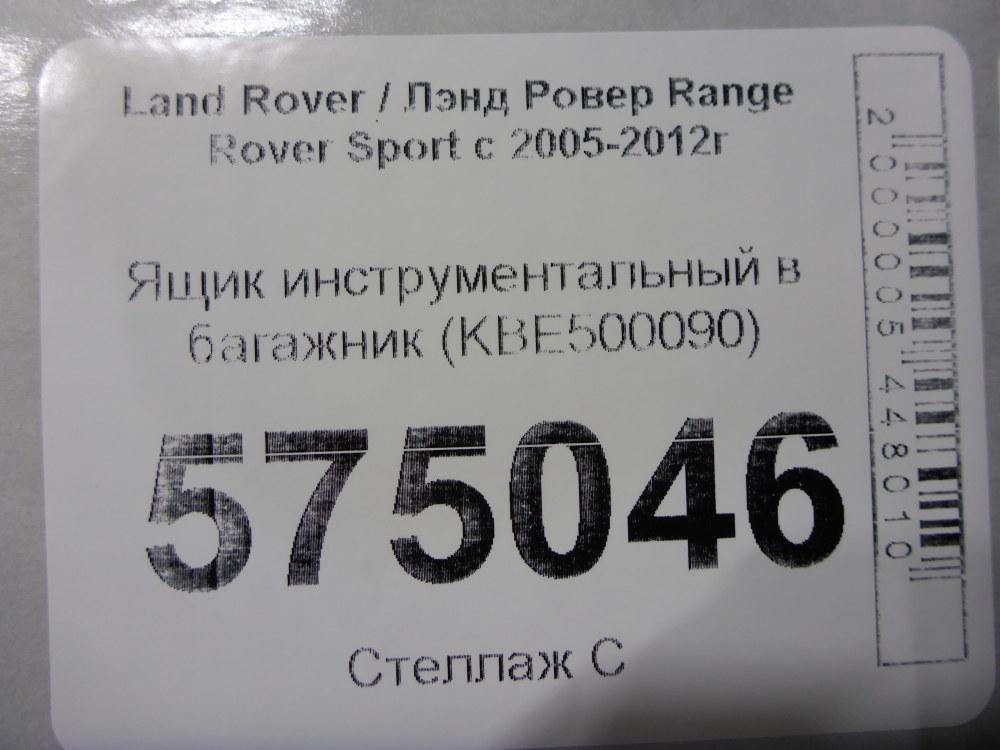 Land Rover / Лэнд Ровер Range
Rover Sport с 2005-2012г
Ящик инструментальный в
багажник (KBE500090)
575046
Стеллаж С
2000005448010